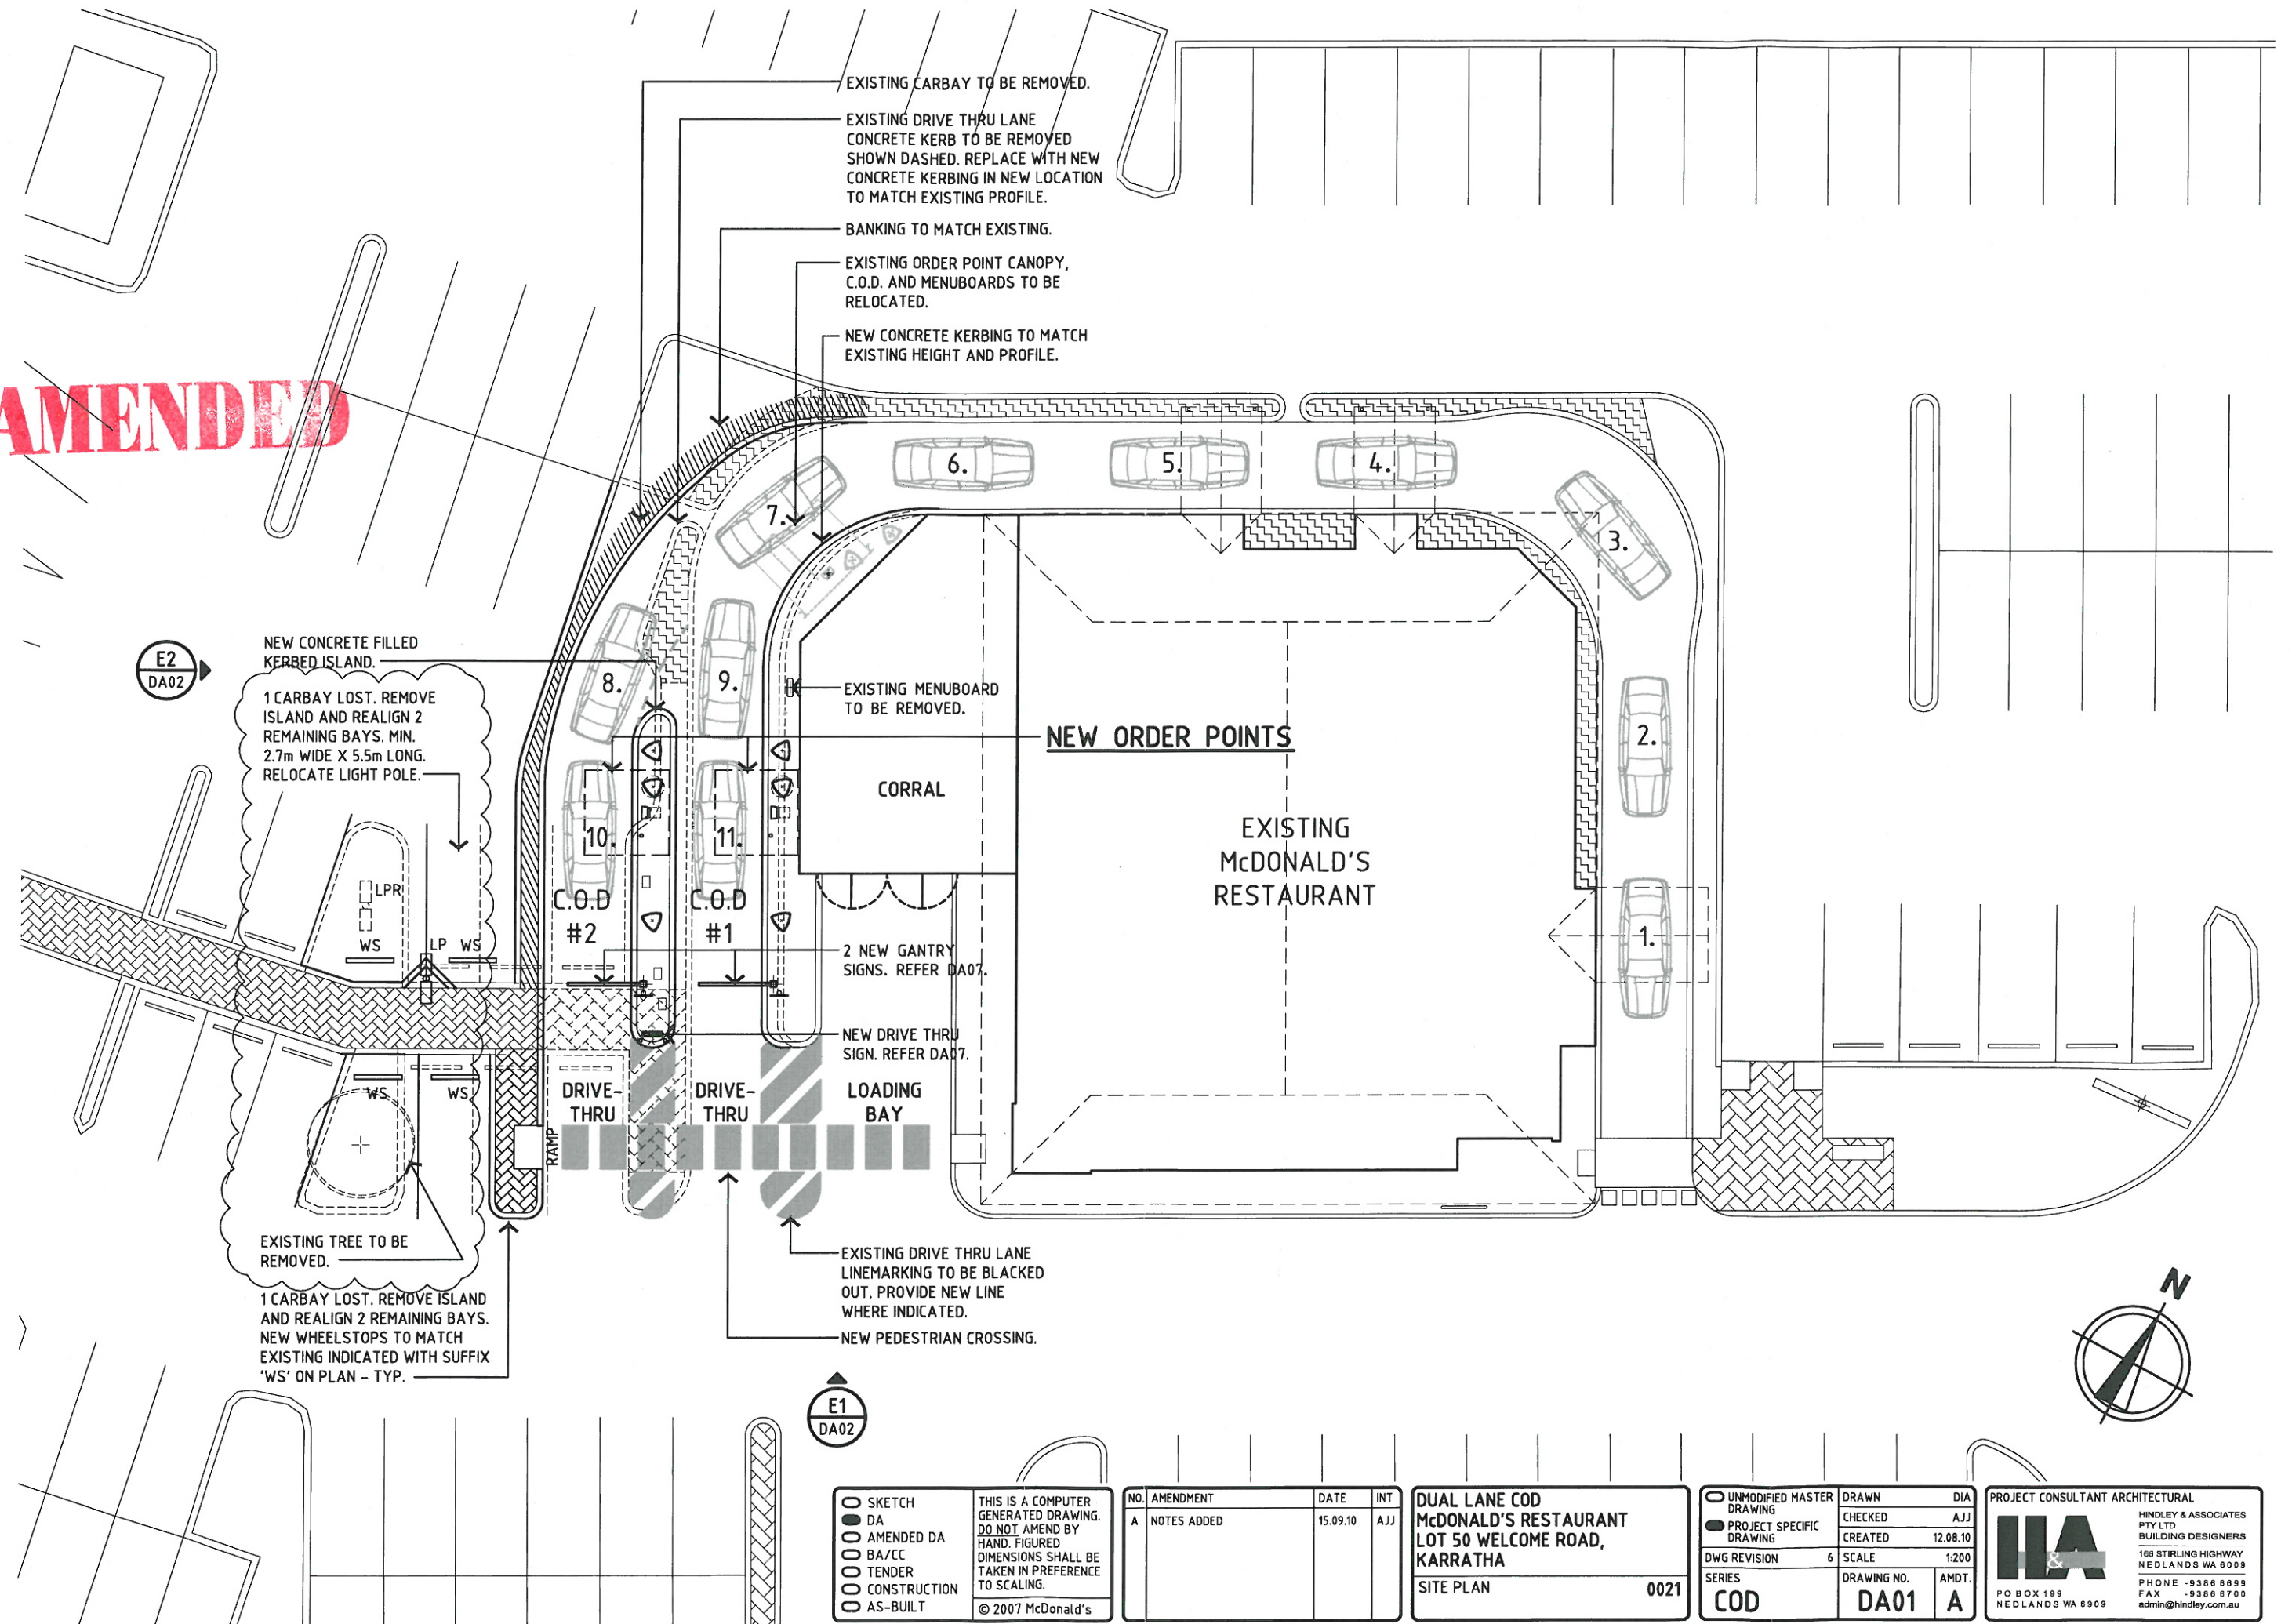 EXISTING CARBAY TO BE REMOVED.
EXISTING DRIVE THRU LANE
CONCRETE KERB TO BE REMOVED
SHOWN DASHED. REPLACE WITH NEW
CONCRETE KERBING IN NEW LOCATION
TO MATCH EXISTING PROFILE.
BANKING TO MATCH EXISTING.
EXISTING ORDER POINT CANOPY,
C.O.D. AND MENUBOARDS TO BE
RELOCATED.
NEW CONCRETE KERBING TO MATCH
EXISTING HEIGHT AND PROFILE.
AMENDED
6.
5.
4.
7.
3.
8.
9.
2.
10.
11.
1.
E2
DA02
NEW CONCRETE FILLED
KERBED ISLAND.
1 CARBAY LOST. REMOVE
ISLAND AND REALIGN 2
REMAINING BAYS. MIN.
2.7m WIDE X 5.5m LONG.
RELOCATE LIGHT POLE.
EXISTING MENUBOARD
TO BE REMOVED.
NEW ORDER POINTS
CORRAL
EXISTING
McDONALD'S
RESTAURANT
LPR
WS
LP
WS
C.O.D
#2
C.O.D
#1
2 NEW GANTRY
SIGNS. REFER DA07.
NEW DRIVE THRU
SIGN. REFER DA07.
WS
WS
DRIVE-
THRU
DRIVE-
THRU
LOADING
BAY
RAMP
EXISTING TREE TO BE
REMOVED.
1 CARBAY LOST. REMOVE ISLAND
AND REALIGN 2 REMAINING BAYS.
NEW WHEELSTOPS TO MATCH
EXISTING INDICATED WITH SUFFIX
'WS' ON PLAN - TYP.
EXISTING DRIVE THRU LANE
LINEMARKING TO BE BLACKED
OUT. PROVIDE NEW LINE
WHERE INDICATED.
NEW PEDESTRIAN CROSSING.
E1
DA02
N
SKETCH
DA
AMENDED DA
BA/CC
TENDER
CONSTRUCTION
AS-BUILT
THIS IS A COMPUTER
GENERATED DRAWING.
DO NOT AMEND BY
HAND. FIGURED
DIMENSIONS SHALL BE
TAKEN IN PREFERENCE
TO SCALING.
© 2007 McDonald's
NO. AMENDMENT DATE INT
A NOTES ADDED 15.09.10 AJJ
DUAL LANE COD
McDONALD'S RESTAURANT
LOT 50 WELCOME ROAD,
KARRATHA
SITE PLAN 0021
UNMODIFIED MASTER
DRAWING
PROJECT SPECIFIC
DRAWING
DWG REVISION 6
SERIES
COD
DRAWN DIA
CHECKED AJJ
CREATED 12.08.10
SCALE 1:200
DRAWING NO. AMDT.
DA01 A
PROJECT CONSULTANT ARCHITECTURAL
H&A
HINDLEY & ASSOCIATES
PTY LTD
BUILDING DESIGNERS
166 STIRLING HIGHWAY
NEDLANDS WA 6009
PHONE -9386 6699
FAX -9386 6700
admin@hindley.com.au
PO BOX 199
NEDLANDS WA 6909